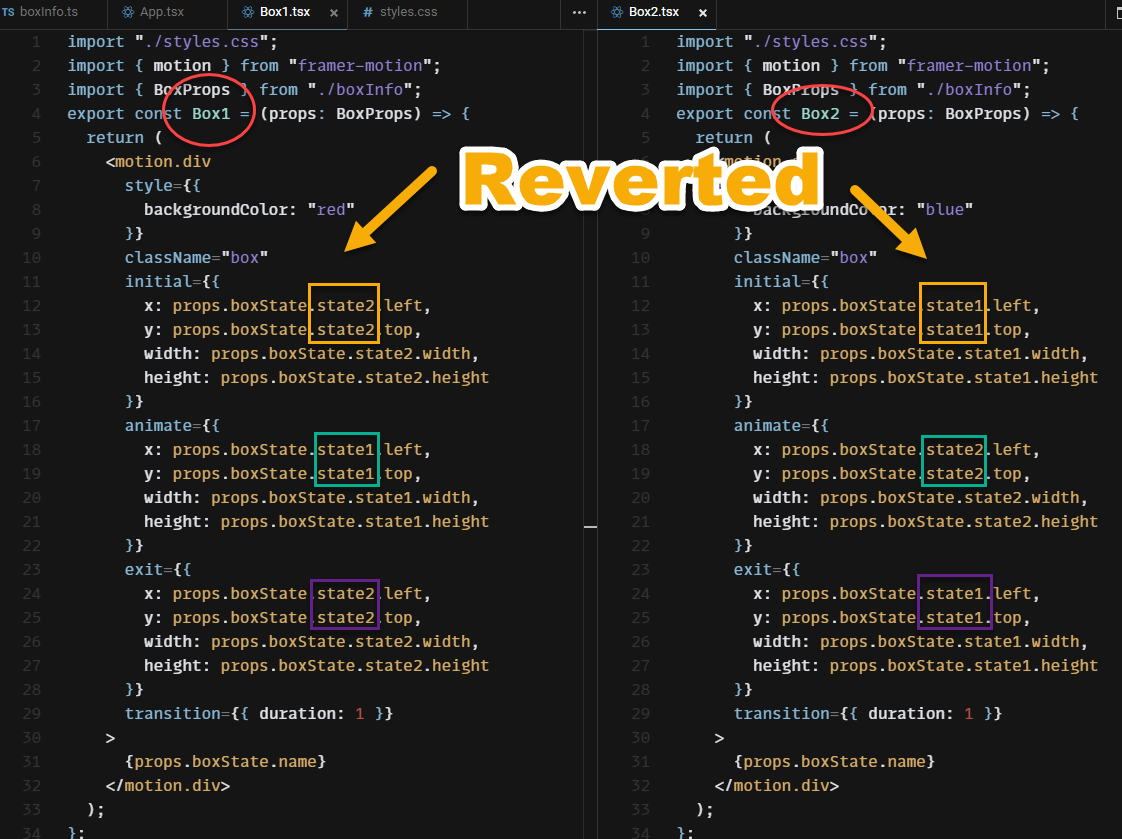 TS boxInfo.ts App.tsx Box1.tsx × # styles.css ··· Box2.tsx ×
1 import "./styles.css";
2 import { motion } from "framer-motion";
3 import { BoxProps } from "./boxInfo";
4 export const Box1 = (props: BoxProps) => {
5 return (
6 <motion.div
7 style={{
8 backgroundColor: "red"
9 }}
10 className="box"
11 initial={{
12 x: props.boxState.state2.left,
13 y: props.boxState.state2.top,
14 width: props.boxState.state2.width,
15 height: props.boxState.state2.height
16 }}
17 animate={{
18 x: props.boxState.state1.left,
19 y: props.boxState.state1.top,
20 width: props.boxState.state1.width,
21 height: props.boxState.state1.height
22 }}
23 exit={{
24 x: props.boxState.state2.left,
25 y: props.boxState.state2.top,
26 width: props.boxState.state2.width,
27 height: props.boxState.state2.height
28 }}
29 transition={{ duration: 1 }}
30 >
31 {props.boxState.name}
32 </motion.div>
33 );
34 };
Reverted
1 import "./styles.css";
2 import { motion } from "framer-motion";
3 import { BoxProps } from "./boxInfo";
4 export const Box2 = (props: BoxProps) => {
5 return (
6 <motion
8 backgroundColor: "blue"
9 }}
10 className="box"
11 initial={{
12 x: props.boxState.state1.left,
13 y: props.boxState.state1.top,
14 width: props.boxState.state1.width,
15 height: props.boxState.state1.height
16 }}
17 animate={{
18 x: props.boxState.state2.left,
19 y: props.boxState.state2.top,
20 width: props.boxState.state2.width,
21 height: props.boxState.state2.height
22 }}
23 exit={{
24 x: props.boxState.state1.left,
25 y: props.boxState.state1.top,
26 width: props.boxState.state1.width,
27 height: props.boxState.state1.height
28 }}
29 transition={{ duration: 1 }}
30 >
31 {props.boxState.name}
32 </motion.div>
33 );
34 };